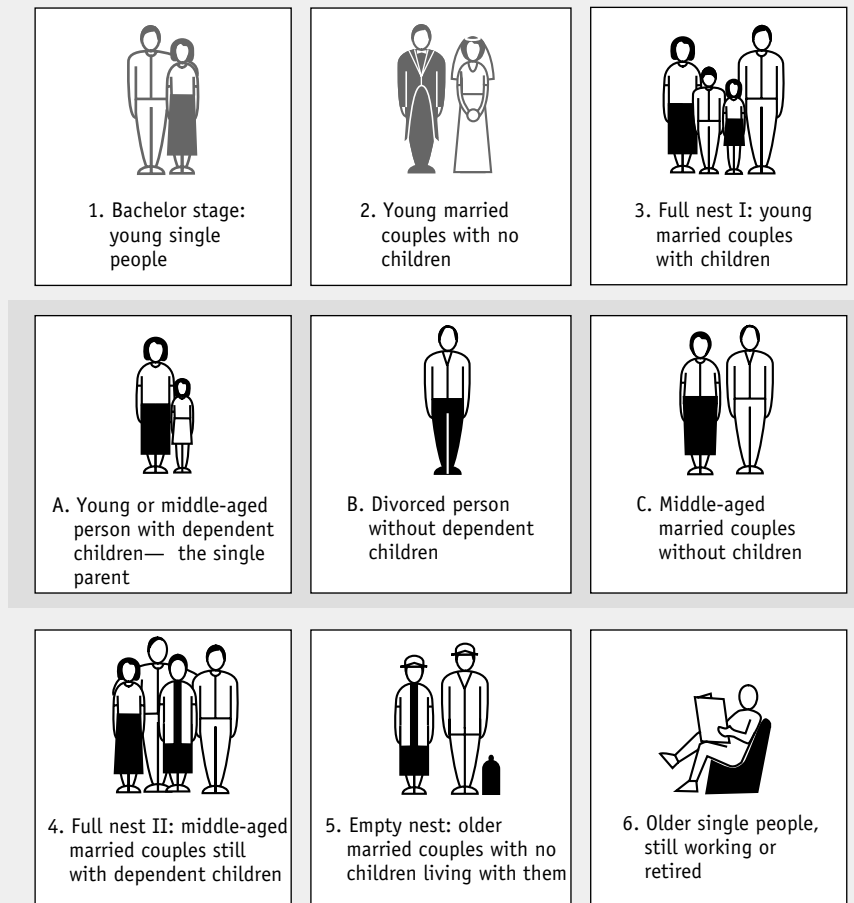 1. Bachelor stage:
young single
people
2. Young married
couples with no
children
3. Full nest I: young
married couples
with children
A. Young or middle-aged
person with dependent
children— the single
parent
B. Divorced person
without dependent
children
C. Middle-aged
married couples
without children
4. Full nest II: middle-aged
married couples still
with dependent children
5. Empty nest: older
married couples with no
children living with them
6. Older single people,
still working or
retired